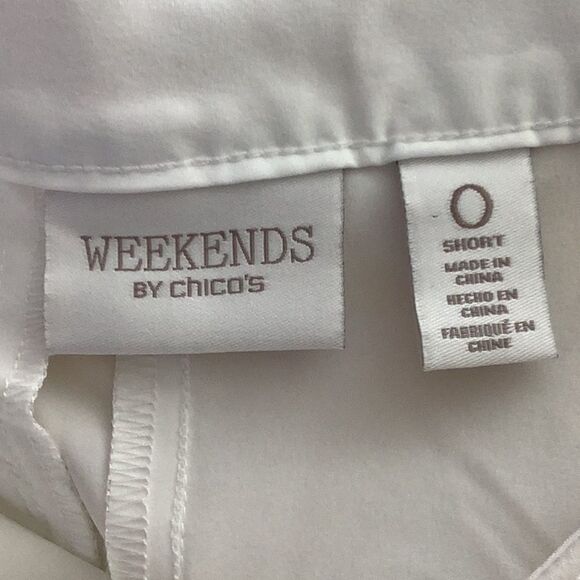 WEEKENDS
BY chico's
0
SHORT
MADE IN
CHINA
HECHO EN
CHINA
FABRIQUÉ EN
CHINE